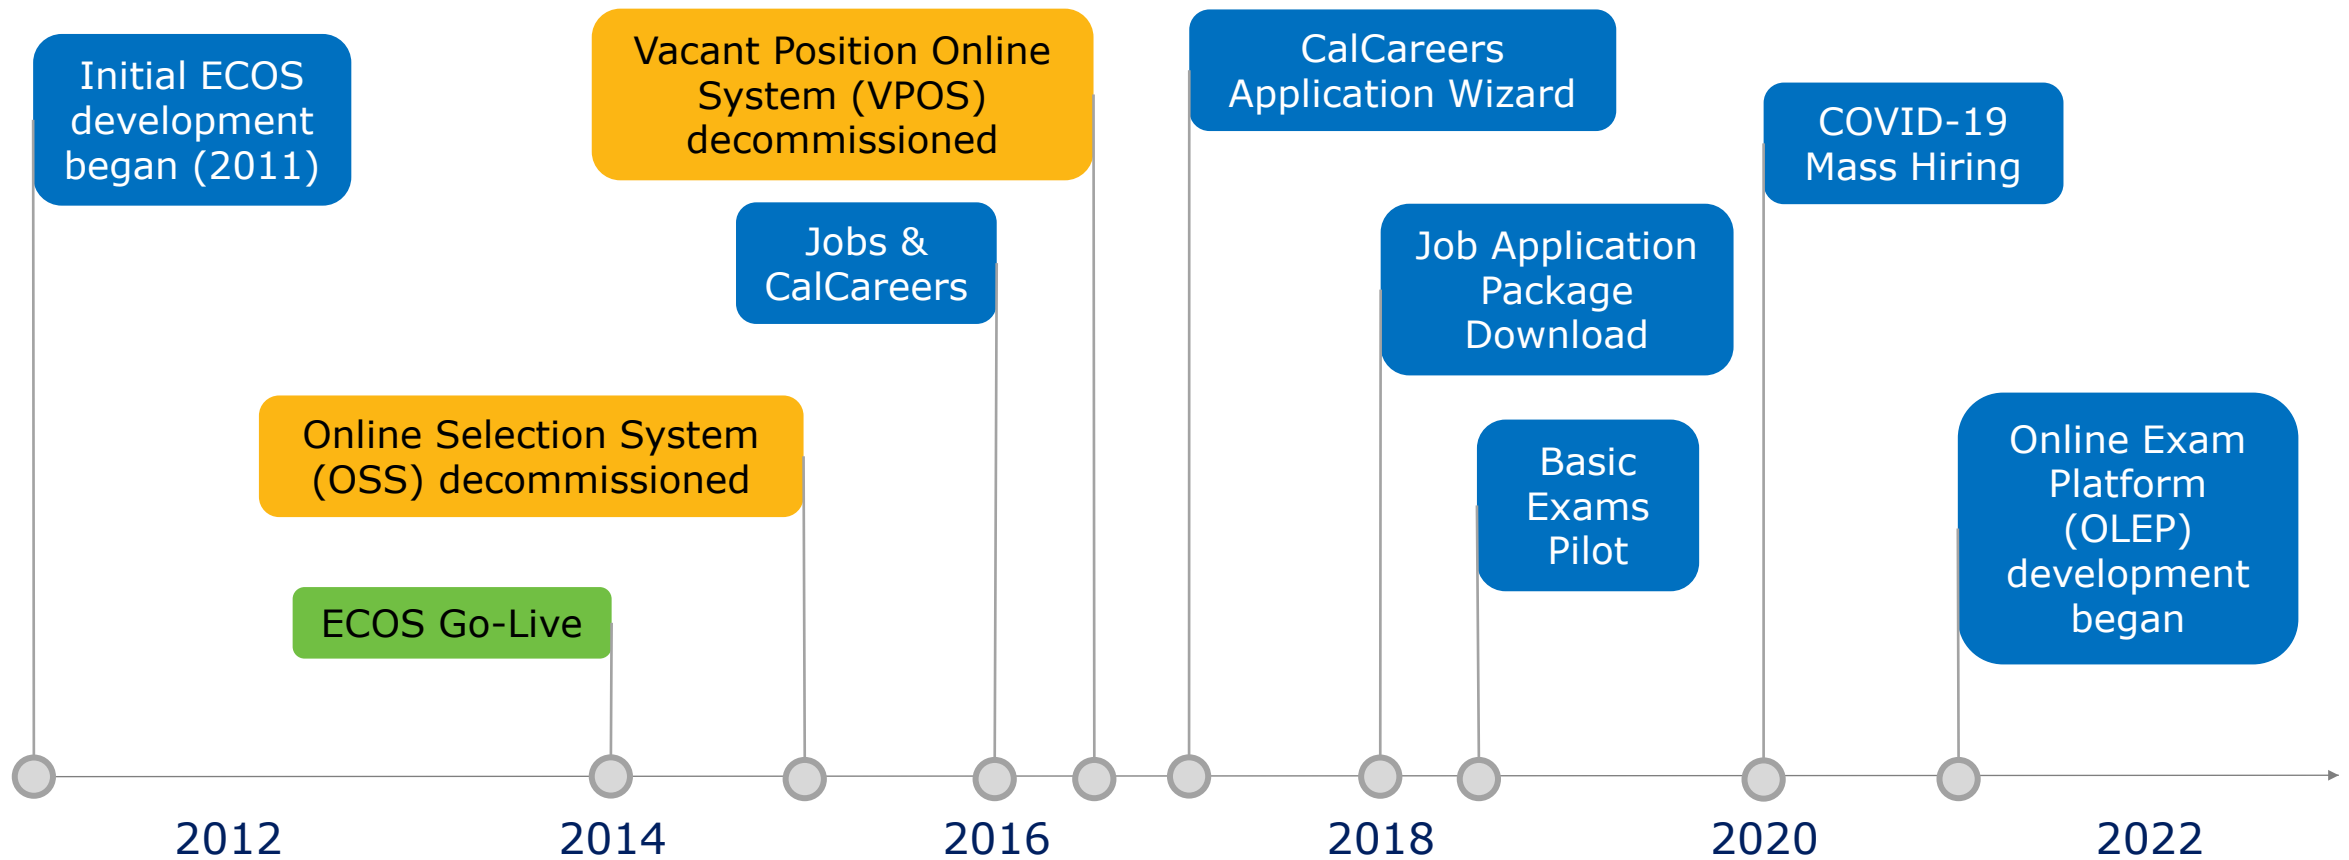 Initial ECOS
development
began (2011)
Vacant Position Online
System (VPOS)
decommissioned
CalCareers
Application Wizard
COVID-19
Mass Hiring
Jobs &
CalCareers
Job Application
Package
Download
Online Selection System
(OSS) decommissioned
Basic
Exams
Pilot
Online Exam
Platform
(OLEP)
development
began
ECOS Go-Live
2012
2014
2016
2018
2020
2022